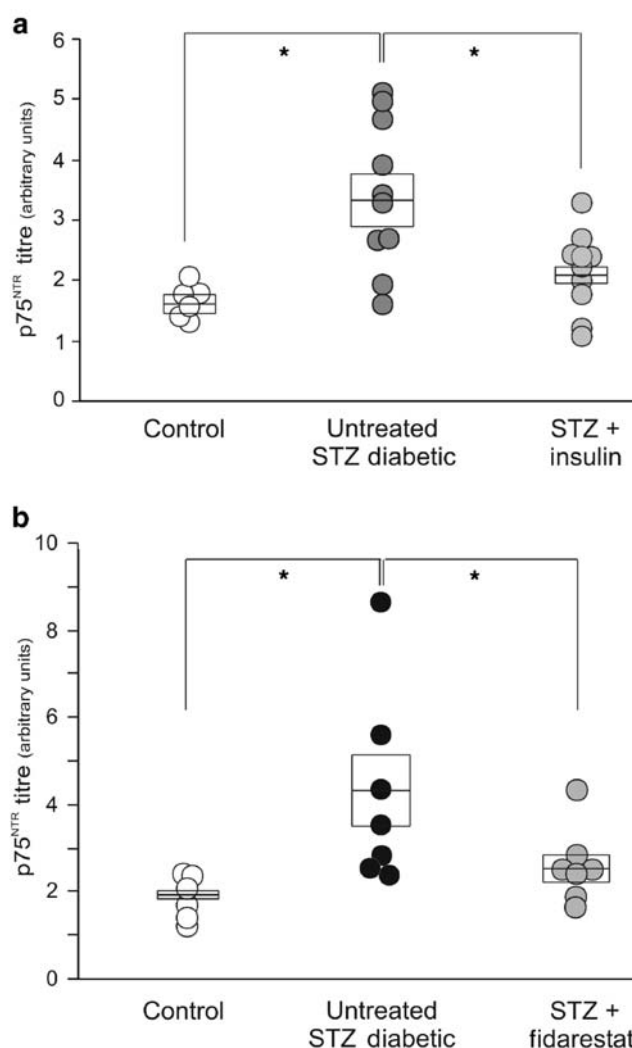 a
6
5
4
3
2
1
0
p75NTR titre (arbitrary units)
*
*
Control
Untreated
STZ diabetic
STZ +
insulin
b
10
8
6
4
2
0
p75NTR titre (arbitrary units)
*
*
Control
Untreated
STZ diabetic
STZ +
fidarestat